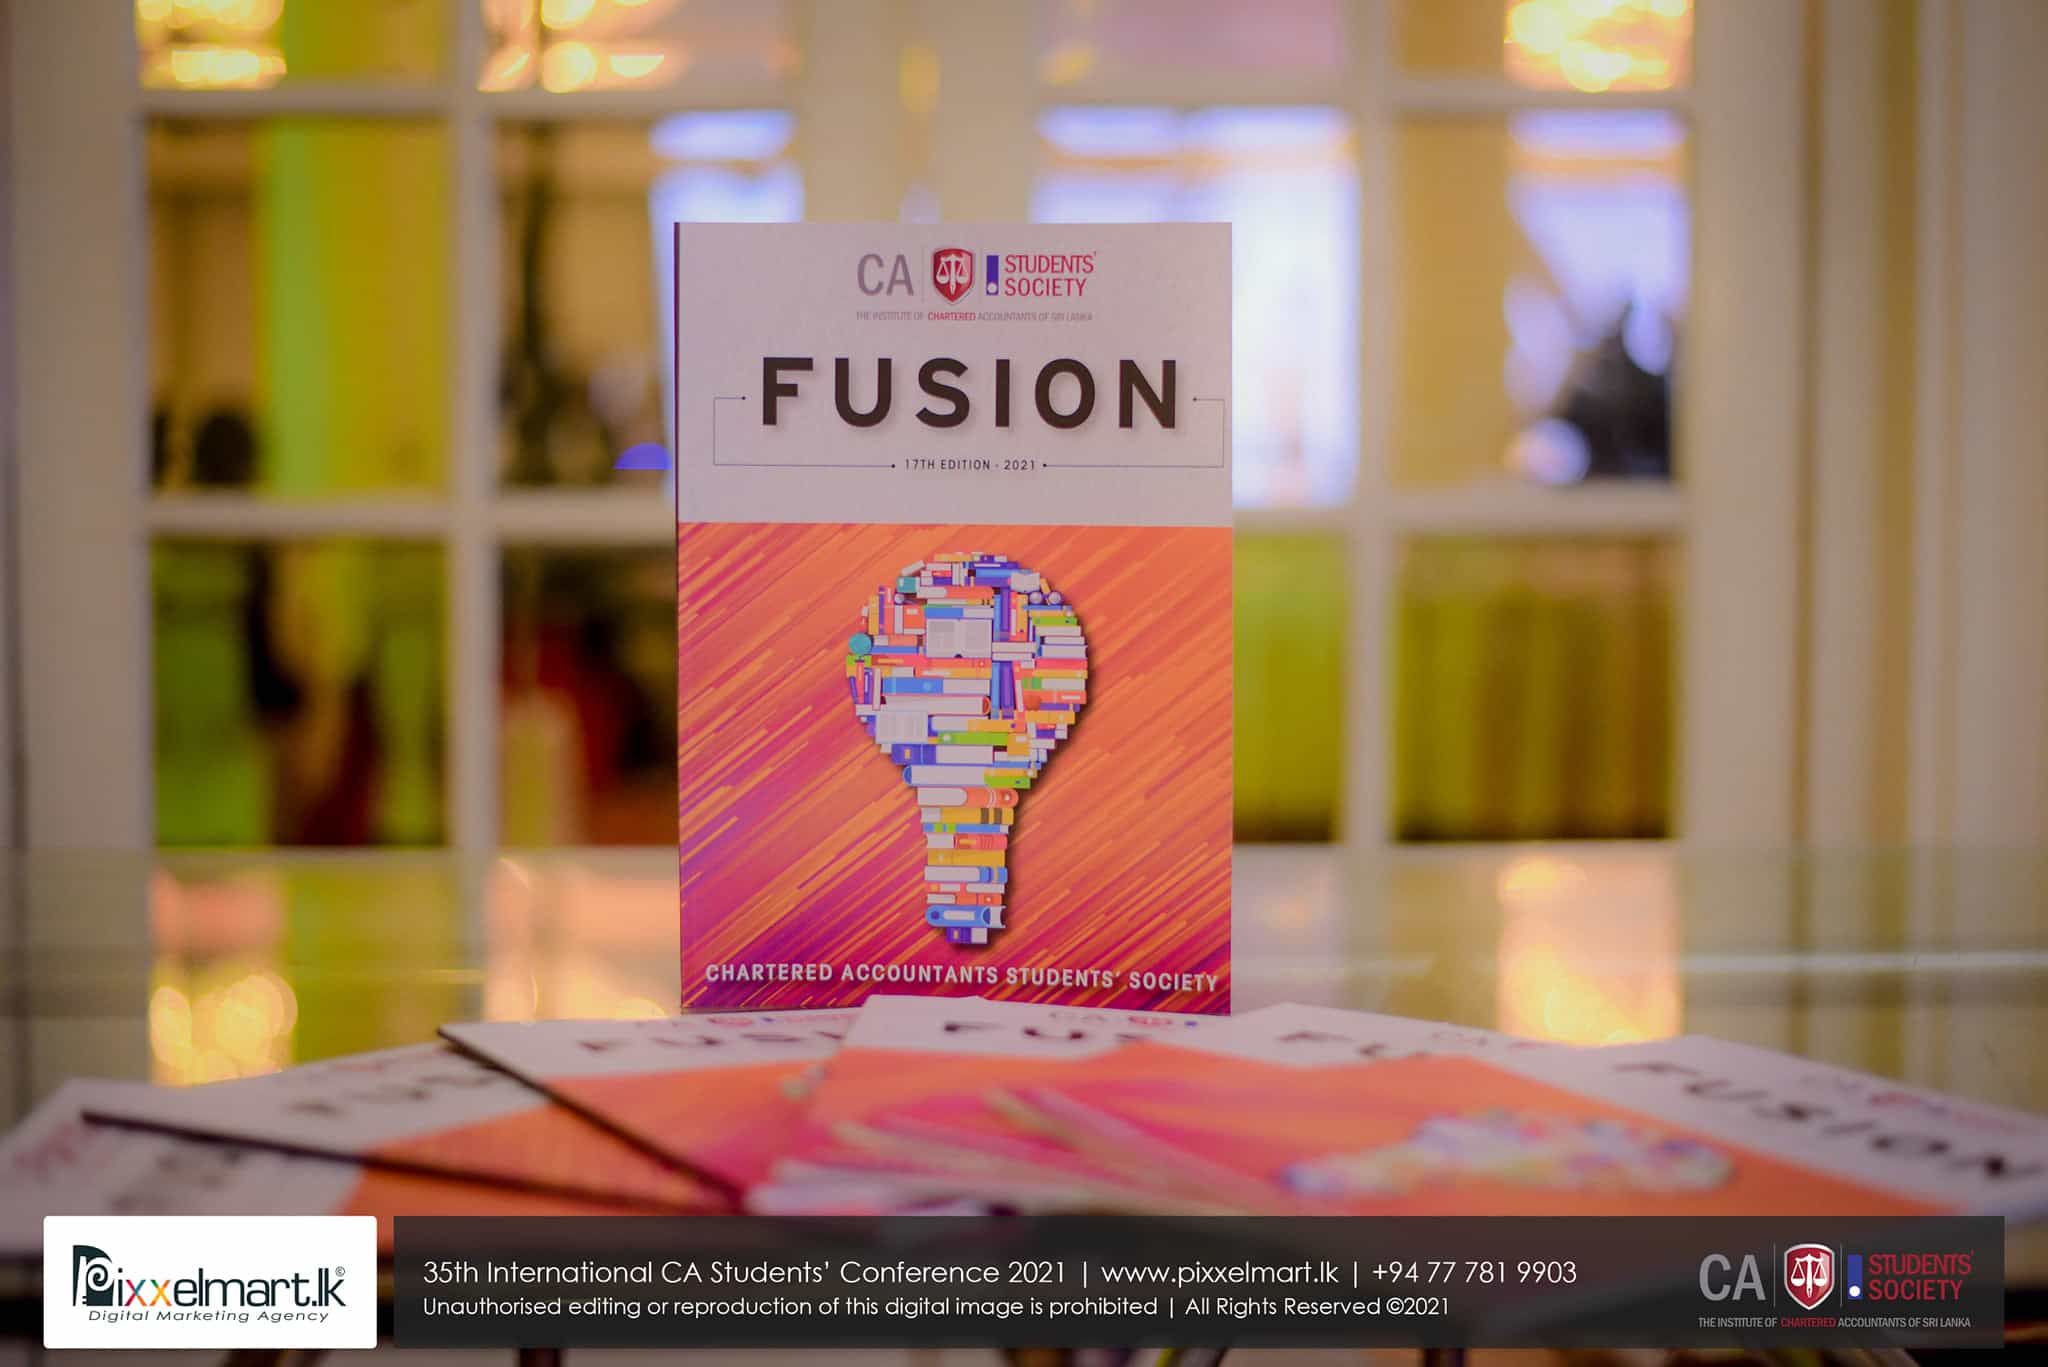 CA STUDENTS' SOCIETY
THE INSTITUTE OF CHARTERED ACCOUNTANTS OF SRI LANKA
FUSION
17TH EDITION - 2021
CHARTERED ACCOUNTANTS STUDENTS' SOCIETY
FUSION
Pixxelmart.lk©
Digital Marketing Agency
35th International CA Students' Conference 2021 | www.pixxelmart.lk | +94 77 781 9903
Unauthorised editing or reproduction of this digital image is prohibited | All Rights Reserved ©2021
CA STUDENTS' SOCIETY
THE INSTITUTE OF CHARTERED ACCOUNTANTS OF SRI LANKA